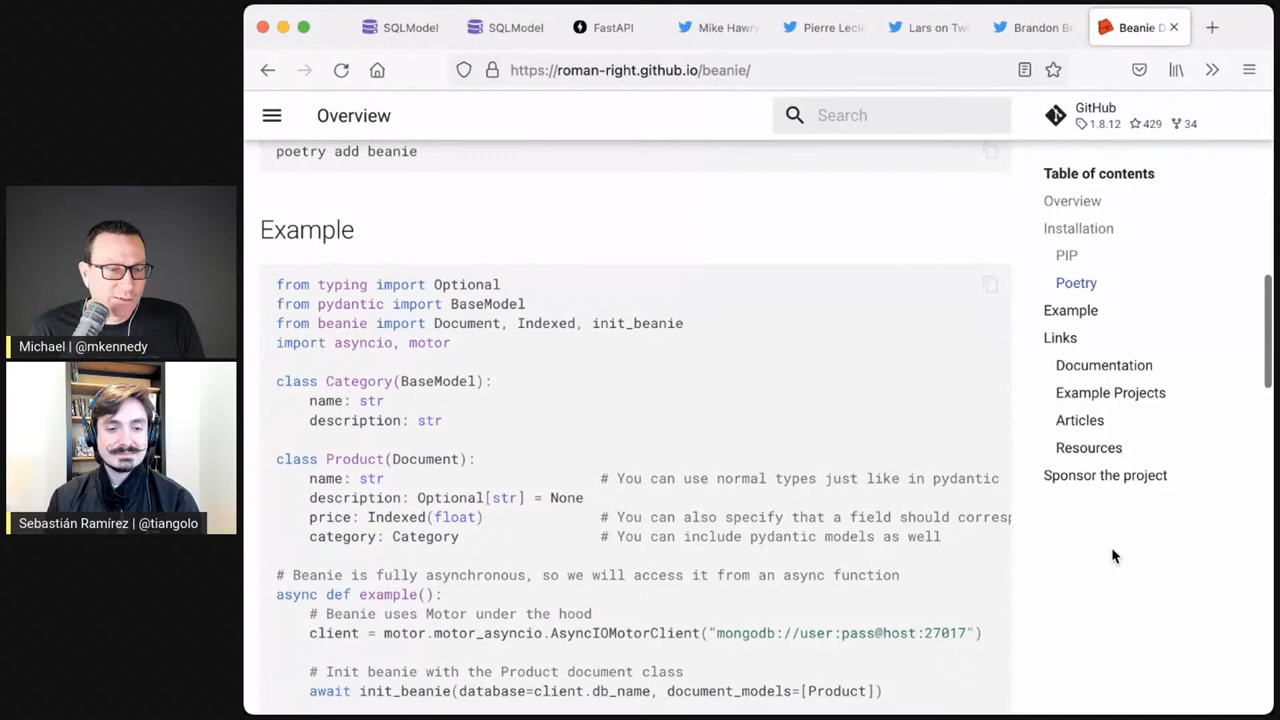 SQLModel
SQLModel
FastAPI
Mike Hawry
Pierre Lecl
Lars on Tw
Brandon Br
Beanie D
https://roman-right.github.io/beanie/
Overview
Search
GitHub
1.8.12 429 34
poetry add beanie
Example
from typing import Optional
from pydantic import BaseModel
from beanie import Document, Indexed, init_beanie
import asyncio, motor
class Category(BaseModel):
name: str
description: str
class Product(Document):
name: str # You can use normal types just like in pydantic
description: Optional[str] = None
price: Indexed(float) # You can also specify that a field should corresp
category: Category # You can include pydantic models as well
# Beanie is fully asynchronous, so we will access it from an async function
async def example():
# Beanie uses Motor under the hood
client = motor.motor_asyncio.AsyncIOMotorClient("mongodb://user:pass@host:27017")
# Init beanie with the Product document class
await init_beanie(database=client.db_name, document_models=[Product])
Table of contents
Overview
Installation
PIP
Poetry
Example
Links
Documentation
Example Projects
Articles
Resources
Sponsor the project
Michael | @mkennedy
Sebastián Ramírez | @tiangolo